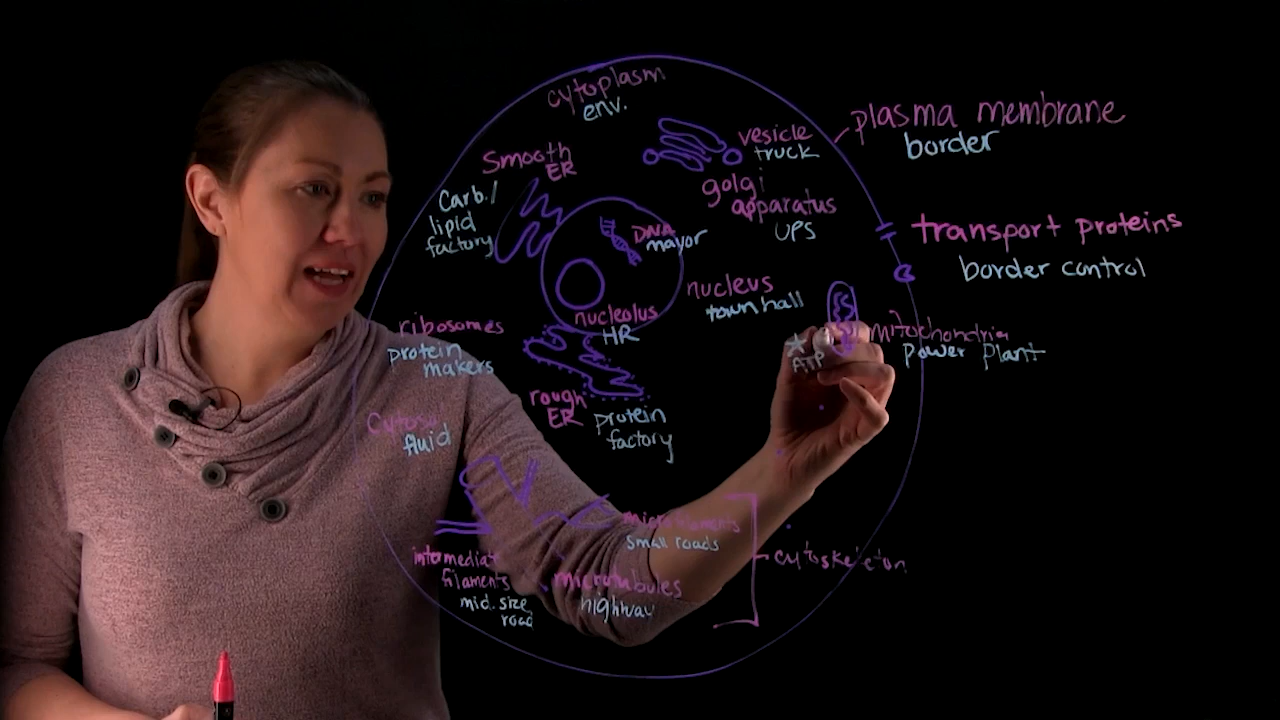 cytoplasm
env.
Smooth
ER
Carb./
lipid
factory
vesicle
truck
golgi
apparatus
UPS
plasma membrane
border
transport proteins
border control
DNA
mayor
nucleus
town hall
nucleolus
HR
ribosomes
protein
makers
rough
ER
protein
factory
mitochondria
power plant
ATP
fluid
microfilaments
small roads
intermediate
filaments
mid. size
road
microtubules
highway
cytoskeleton